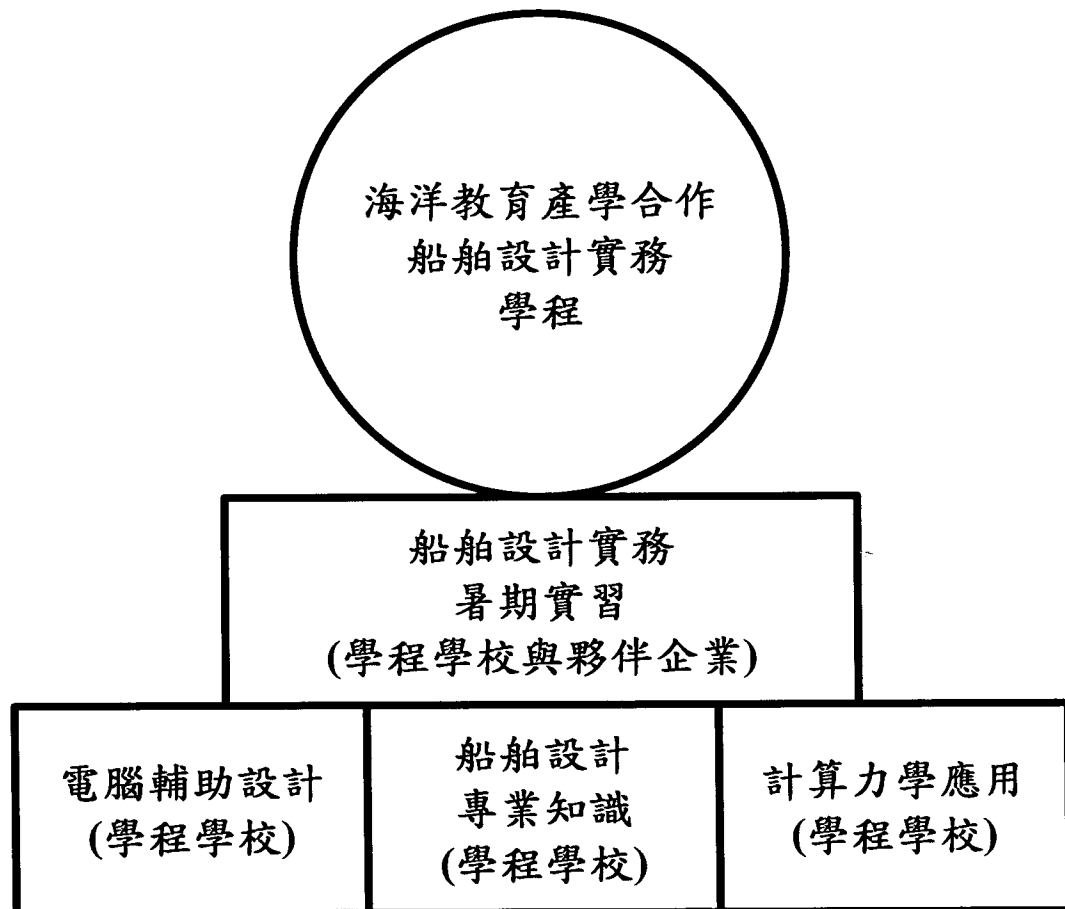 海洋教育產學合作
船舶設計實務
學程
船舶設計實務
暑期實習
(學程學校與夥伴企業)
電腦輔助設計
(學程學校)
船舶設計
專業知識
(學程學校)
計算力學應用
(學程學校)